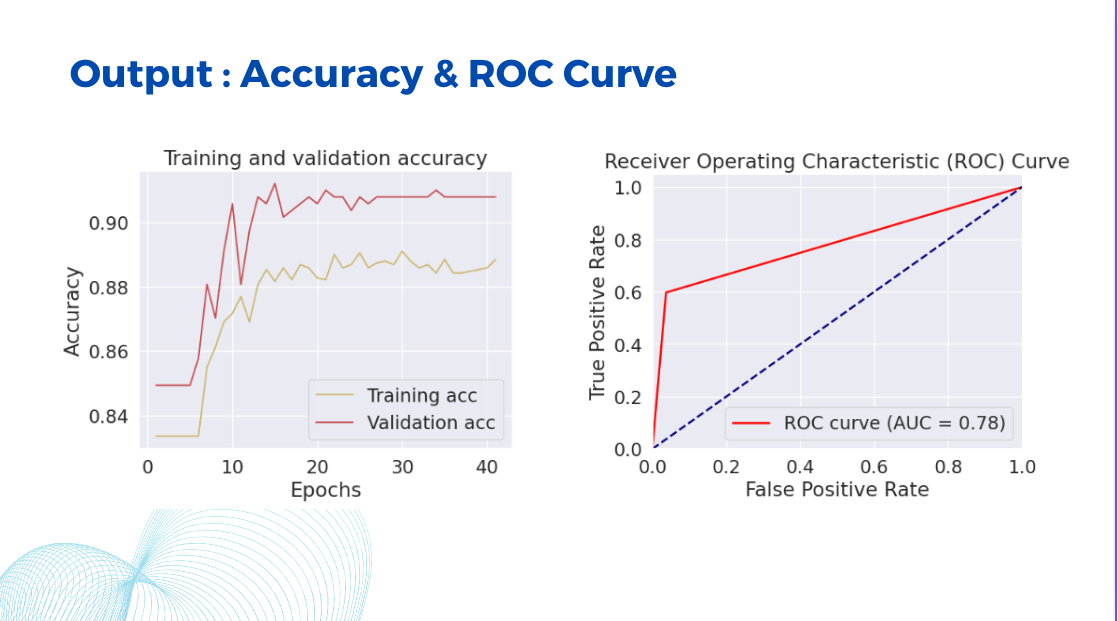 Output : Accuracy & ROC Curve
Training and validation accuracy
Accuracy
0.90
0.88
0.86
0.84
Training acc
Validation acc
0 10 20 30 40
Epochs
Receiver Operating Characteristic (ROC) Curve
True Positive Rate
1.0
0.8
0.6
0.4
0.2
0.0
ROC curve (AUC = 0.78)
0.0 0.2 0.4 0.6 0.8 1.0
False Positive Rate